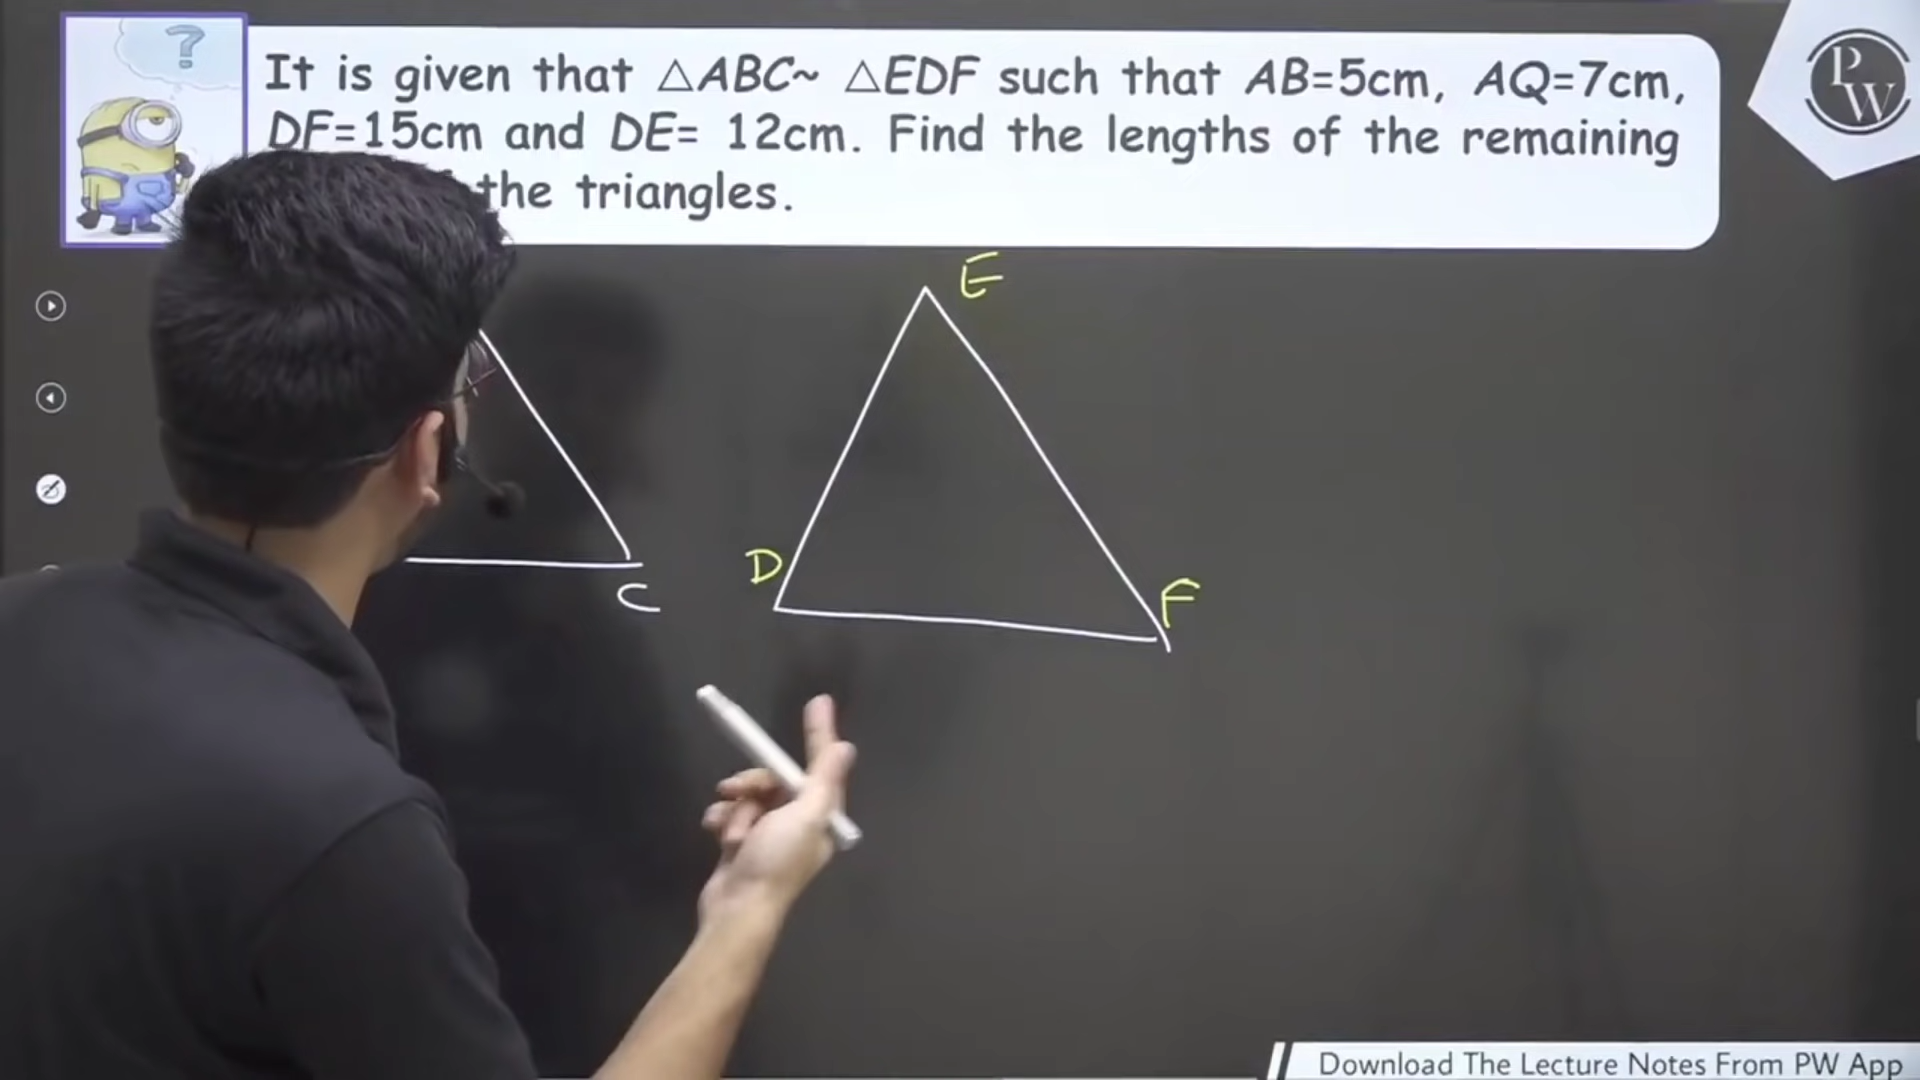 ?
It is given that △ABC~ △EDF such that AB=5cm, AQ=7cm,
DF=15cm and DE= 12cm. Find the lengths of the remaining
the triangles.
PW
E
D
F
C
Download The Lecture Notes From PW App